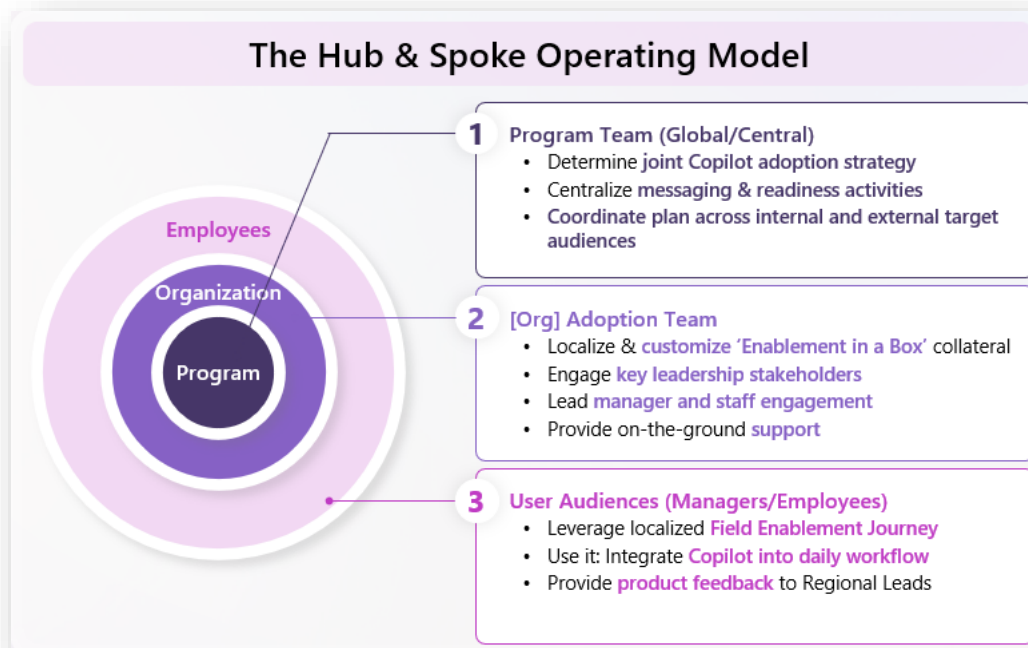 The Hub & Spoke Operating Model
Employees
Organization
Program
1
Program Team (Global/Central)
• Determine joint Copilot adoption strategy
• Centralize messaging & readiness activities
• Coordinate plan across internal and external target
audiences
2
[Org] Adoption Team
• Localize & customize ‘Enablement in a Box’ collateral
• Engage key leadership stakeholders
• Lead manager and staff engagement
• Provide on-the-ground support
3
User Audiences (Managers/Employees)
• Leverage localized Field Enablement Journey
• Use it: Integrate Copilot into daily workflow
• Provide product feedback to Regional Leads